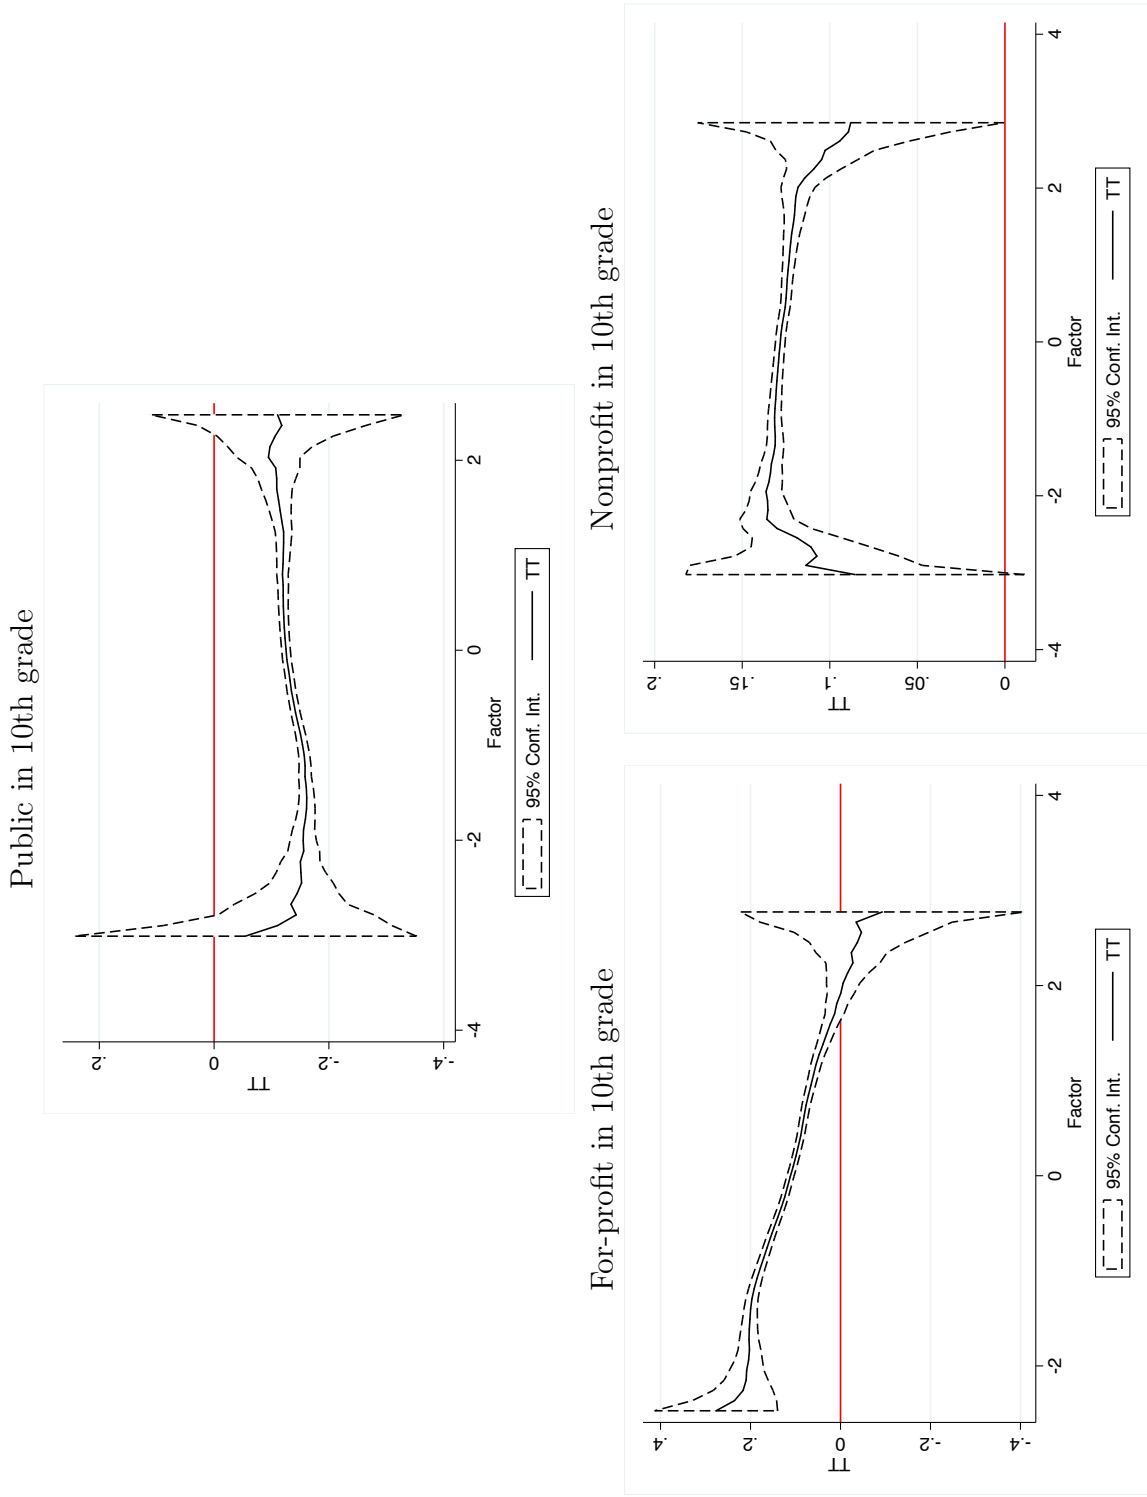 Public in 10th grade
TT
.2
0
-.2
-.4
-4
-2
0
2
Factor
95% Conf. Int.
TT
For-profit in 10th grade
TT
.4
.2
0
-.2
-.4
-2
0
2
4
Factor
95% Conf. Int.
TT
Nonprofit in 10th grade
TT
.2
.15
.1
.05
0
-4
-2
0
2
4
Factor
95% Conf. Int.
TT